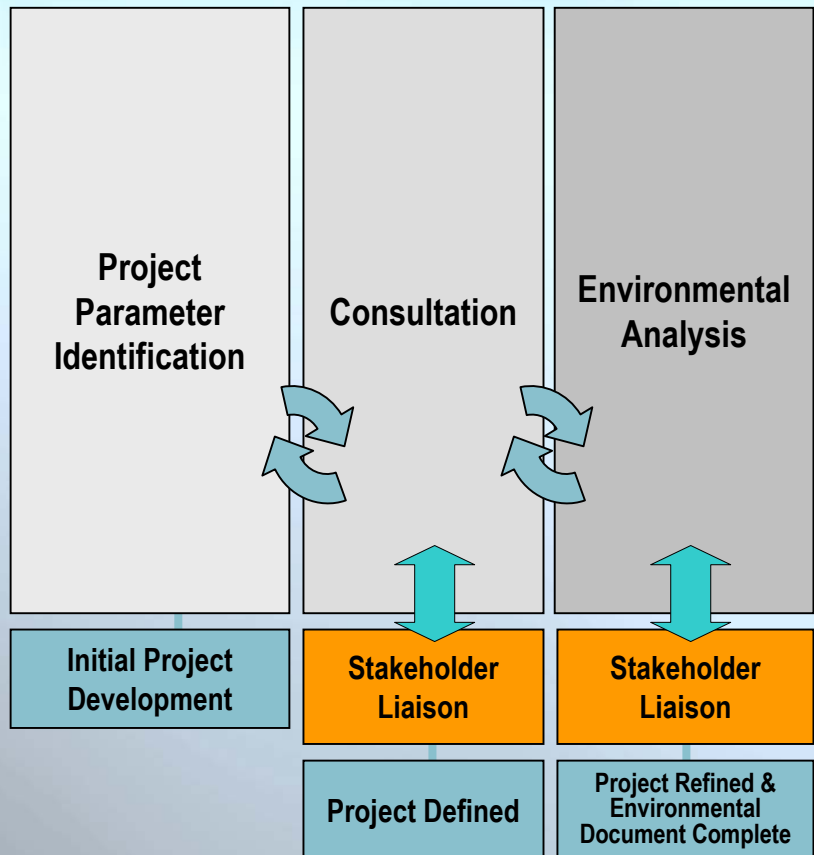 Project
Parameter
Identification
Consultation
Environmental
Analysis
Initial Project
Development
Stakeholder
Liaison
Stakeholder
Liaison
Project Defined
Project Refined &
Environmental
Document Complete